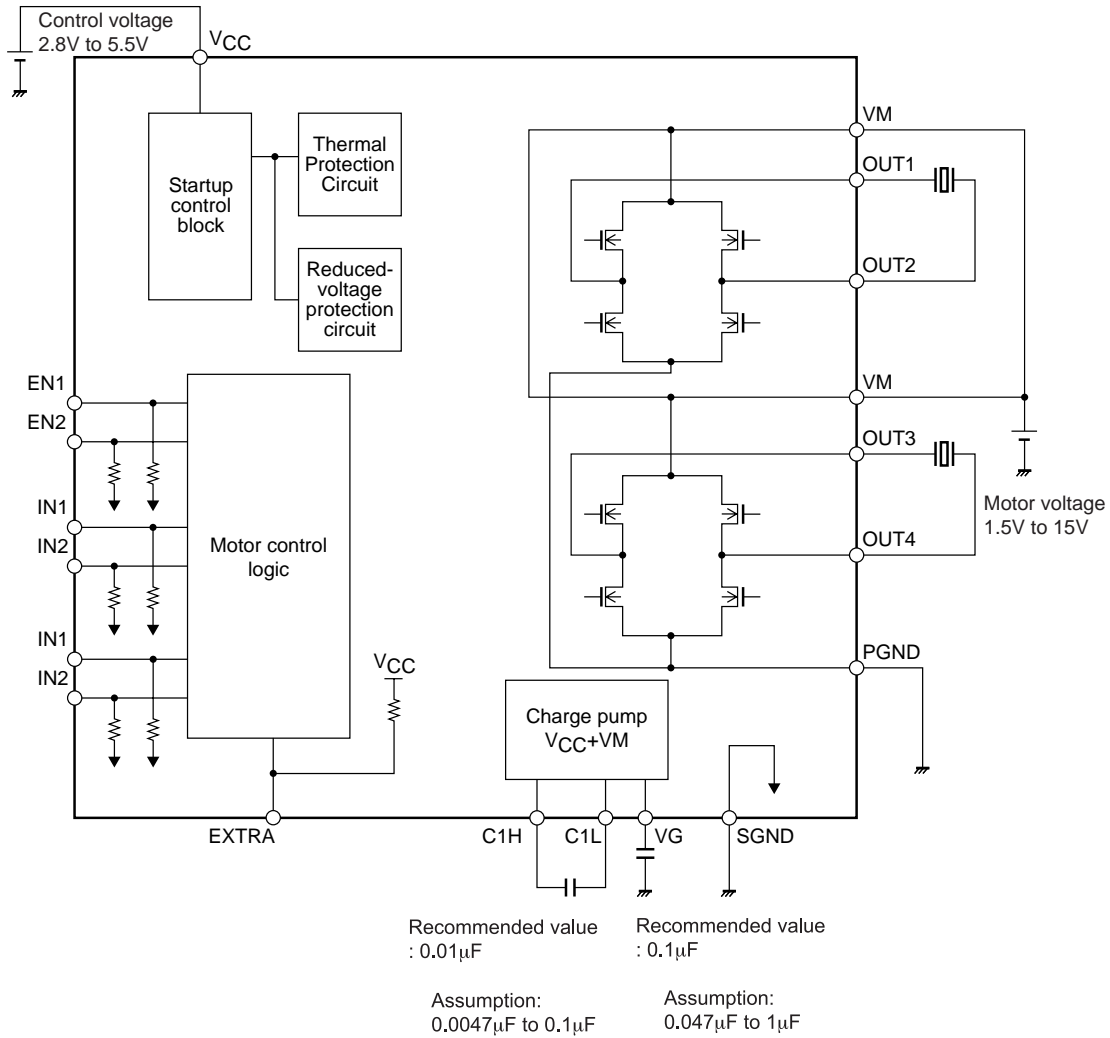 Control voltage
2.8V to 5.5V
VCC
Thermal
Protection
Circuit
Startup
control
block
Reduced-
voltage
protection
circuit
VM
OUT1
OUT2
VM
OUT3
Motor voltage
1.5V to 15V
OUT4
PGND
EN1
EN2
IN1
IN2
IN1
IN2
Motor control
logic
VCC
Charge pump
VCC+VM
EXTRA
C1H
C1L
VG
SGND
Recommended value
: 0.01μF
Recommended value
: 0.1μF
Assumption:
0.0047μF to 0.1μF
Assumption:
0.047μF to 1μF